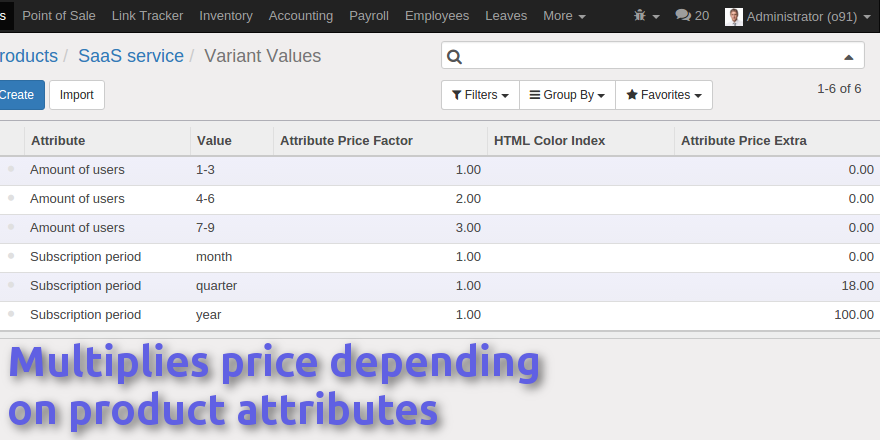 s Point of Sale Link Tracker Inventory Accounting Payroll Employees Leaves More 20 Administrator (o91)
roducts / SaaS service / Variant Values
Create Import Filters Group By Favorites 1-6 of 6
Attribute Value Attribute Price Factor HTML Color Index Attribute Price Extra
Amount of users 1-3 1.00 0.00
Amount of users 4-6 2.00 0.00
Amount of users 7-9 3.00 0.00
Subscription period month 1.00 0.00
Subscription period quarter 1.00 18.00
Subscription period year 1.00 100.00
Multiplies price depending
on product attributes